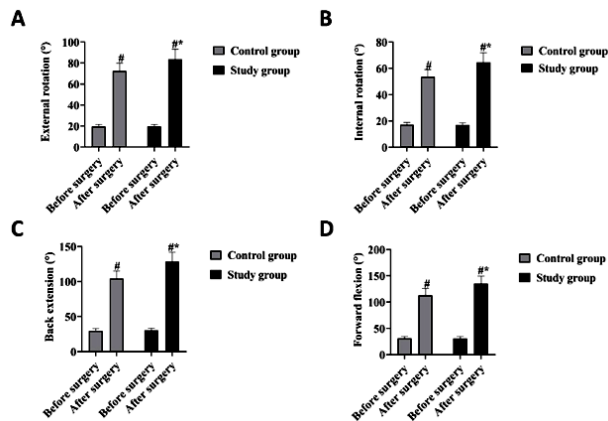 A
External rotation (°)
100
80
60
40
20
0
#
#*
Before surgery
After surgery
Before surgery
After surgery
Control group
Study group
B
Internal rotation (°)
80
60
40
20
0
#
#*
Before surgery
After surgery
Before surgery
After surgery
Control group
Study group
C
Back extension (°)
150
100
50
0
#
#*
Before surgery
After surgery
Before surgery
After surgery
Control group
Study group
D
Forward flexion (°)
200
150
100
50
0
#
#*
Before surgery
After surgery
Before surgery
After surgery
Control group
Study group